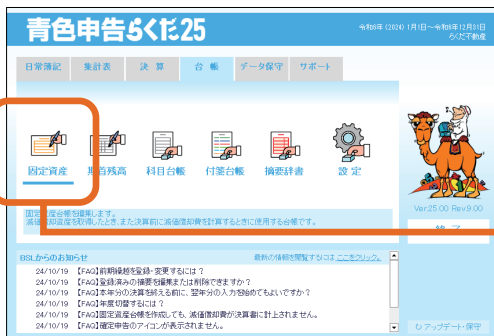 青色申告らくだ25
令和6年 (2024) 1月1日～令和6年12月31日
らくだ不動産
日常簿記 集計表 決算 台帳 データ保守 サポート
固定資産 期首残高 科目台帳 付箋台帳 摘要辞書 設定
固定資産台帳を編集します。
減価償却資産を取得したとき、また決算前に減価償却費を計算するときに使用する台帳です。
Ver.25.00 Rev.9.00
終了
BSLからのお知らせ
最新の情報を閲覧するにはここをクリック。
24/10/19 【FAQ】前期繰越を登録・変更するには？
24/10/19 【FAQ】登録済みの摘要を編集または削除できますか？
24/10/19 【FAQ】本年分の決算を終える前に、翌年分の入力を始めてもよいですか？
24/10/19 【FAQ】年度切替するには？
24/10/19 【FAQ】固定資産台帳を作成しても、減価償却費が決算書に計上されません。
24/10/19 【FAQ】確定申告のアイコンが表示されません。
アップデート・保守